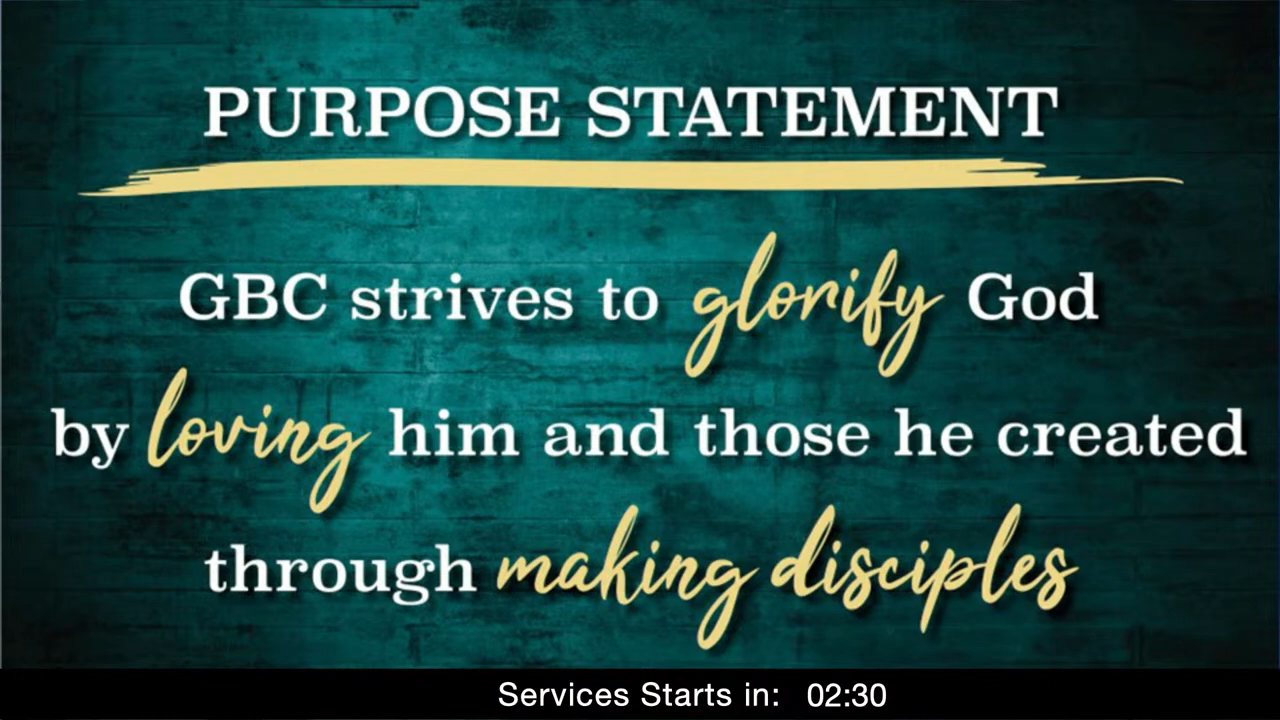 PURPOSE STATEMENT
GBC strives to glorify God
by loving him and those he created
through making disciples
Services Starts in: 02:30